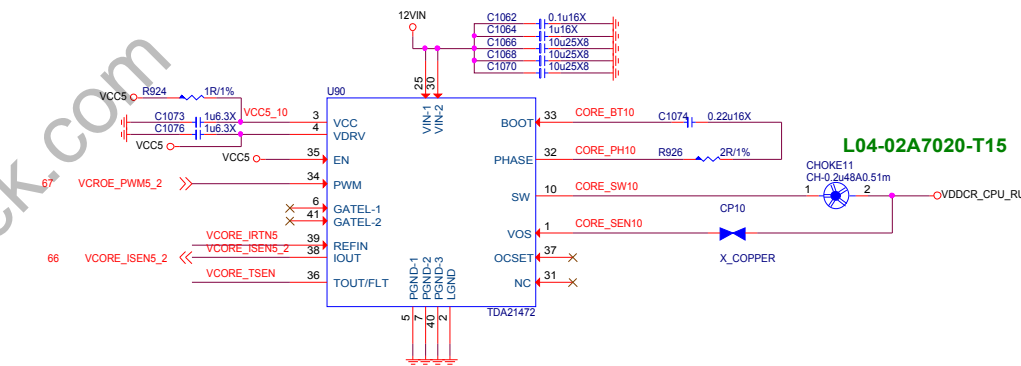 12VIN
C1062 0.1u16X
C1064 1u16X
C1066 10u25X8
C1068 10u25X8
C1070 10u25X8
VCC5 R924 1R/1%
VCC5_10
C1073 1u6.3X
C1076 1u6.3X
VCC5
VCC5
U90
25 30
VIN-1 VIN-2
3 VCC
4 VDRV
35 EN
67 VCROE_PWM5_2 34 PWM
6 GATEL-1
41 GATEL-2
VCORE_IRTN5 39 REFIN
66 VCORE_ISEN5_2 VCORE_ISEN5_2 38 IOUT
VCORE_TSEN 36 TOUT/FLT
PGND-1 PGND-2 PGND-3 LGND
5 7 40 2
BOOT 33 CORE_BT10 C1074 0.22u16X
PHASE 32 CORE_PH10 R926 2R/1%
L04-02A7020-T15
CHOKE11
CH-0.2u48A0.51m
SW 10 CORE_SW10 1 2 VDDCR_CPU_RU
CP10
VOS 1 CORE_SEN10
X_COPPER
OCSET 37
NC 31
TDA21472
k.com